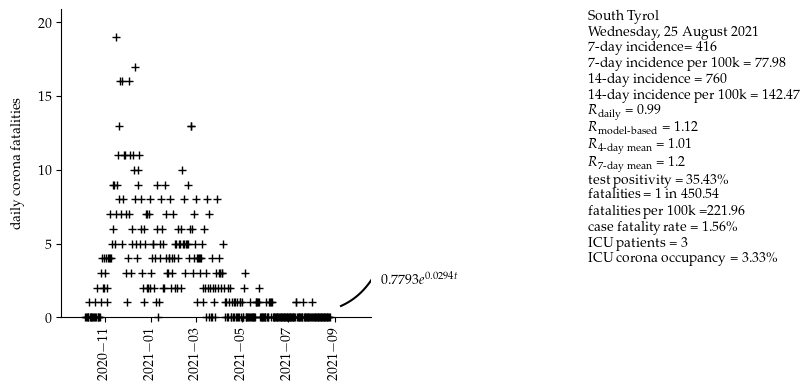 South Tyrol
Wednesday, 25 August 2021
7-day incidence= 416
7-day incidence per 100k = 77.98
14-day incidence = 760
14-day incidence per 100k = 142.47
R_daily = 0.99
R_model-based = 1.12
R_4-day mean = 1.01
R_7-day mean = 1.2
test positivity = 35.43%
fatalities = 1 in 450.54
fatalities per 100k =221.96
case fatality rate = 1.56%
ICU patients = 3
ICU corona occupancy = 3.33%
daily corona fatalities
20
15
10
5
0
0.7793e^0.0294t
2020−11
2021−01
2021−03
2021−05
2021−07
2021−09